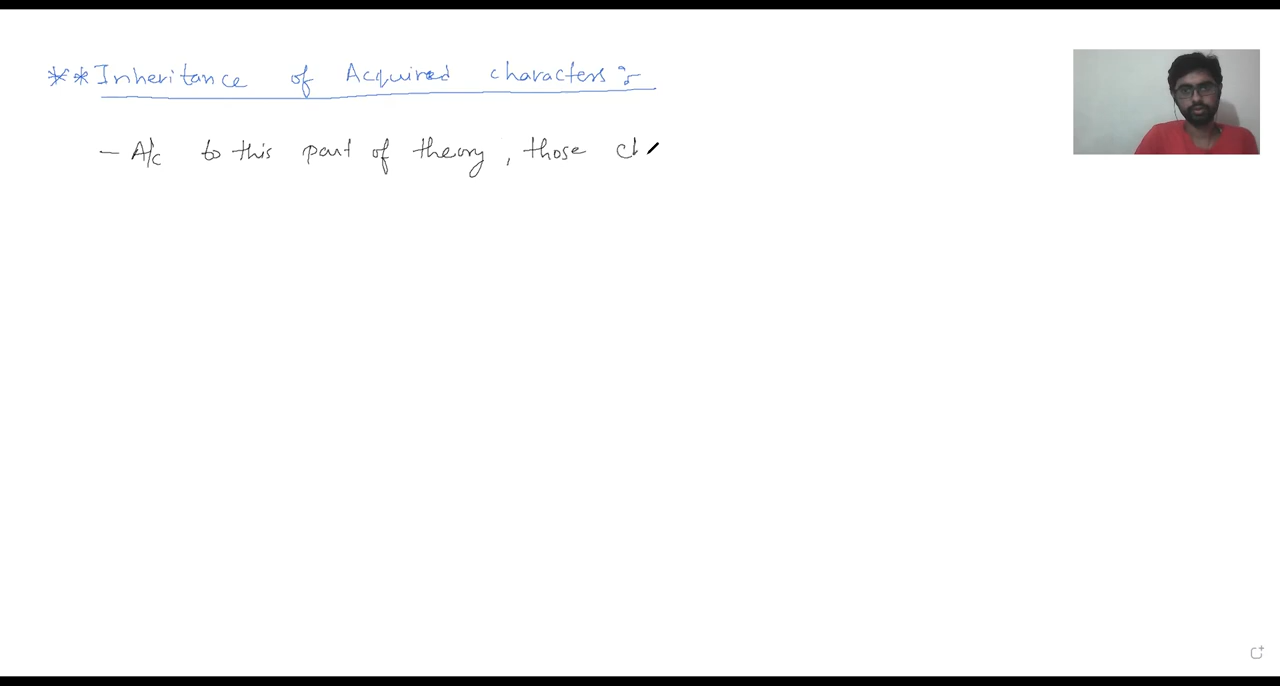 ** Inheritance of Acquired characters :-
- A/c to this part of theory, those